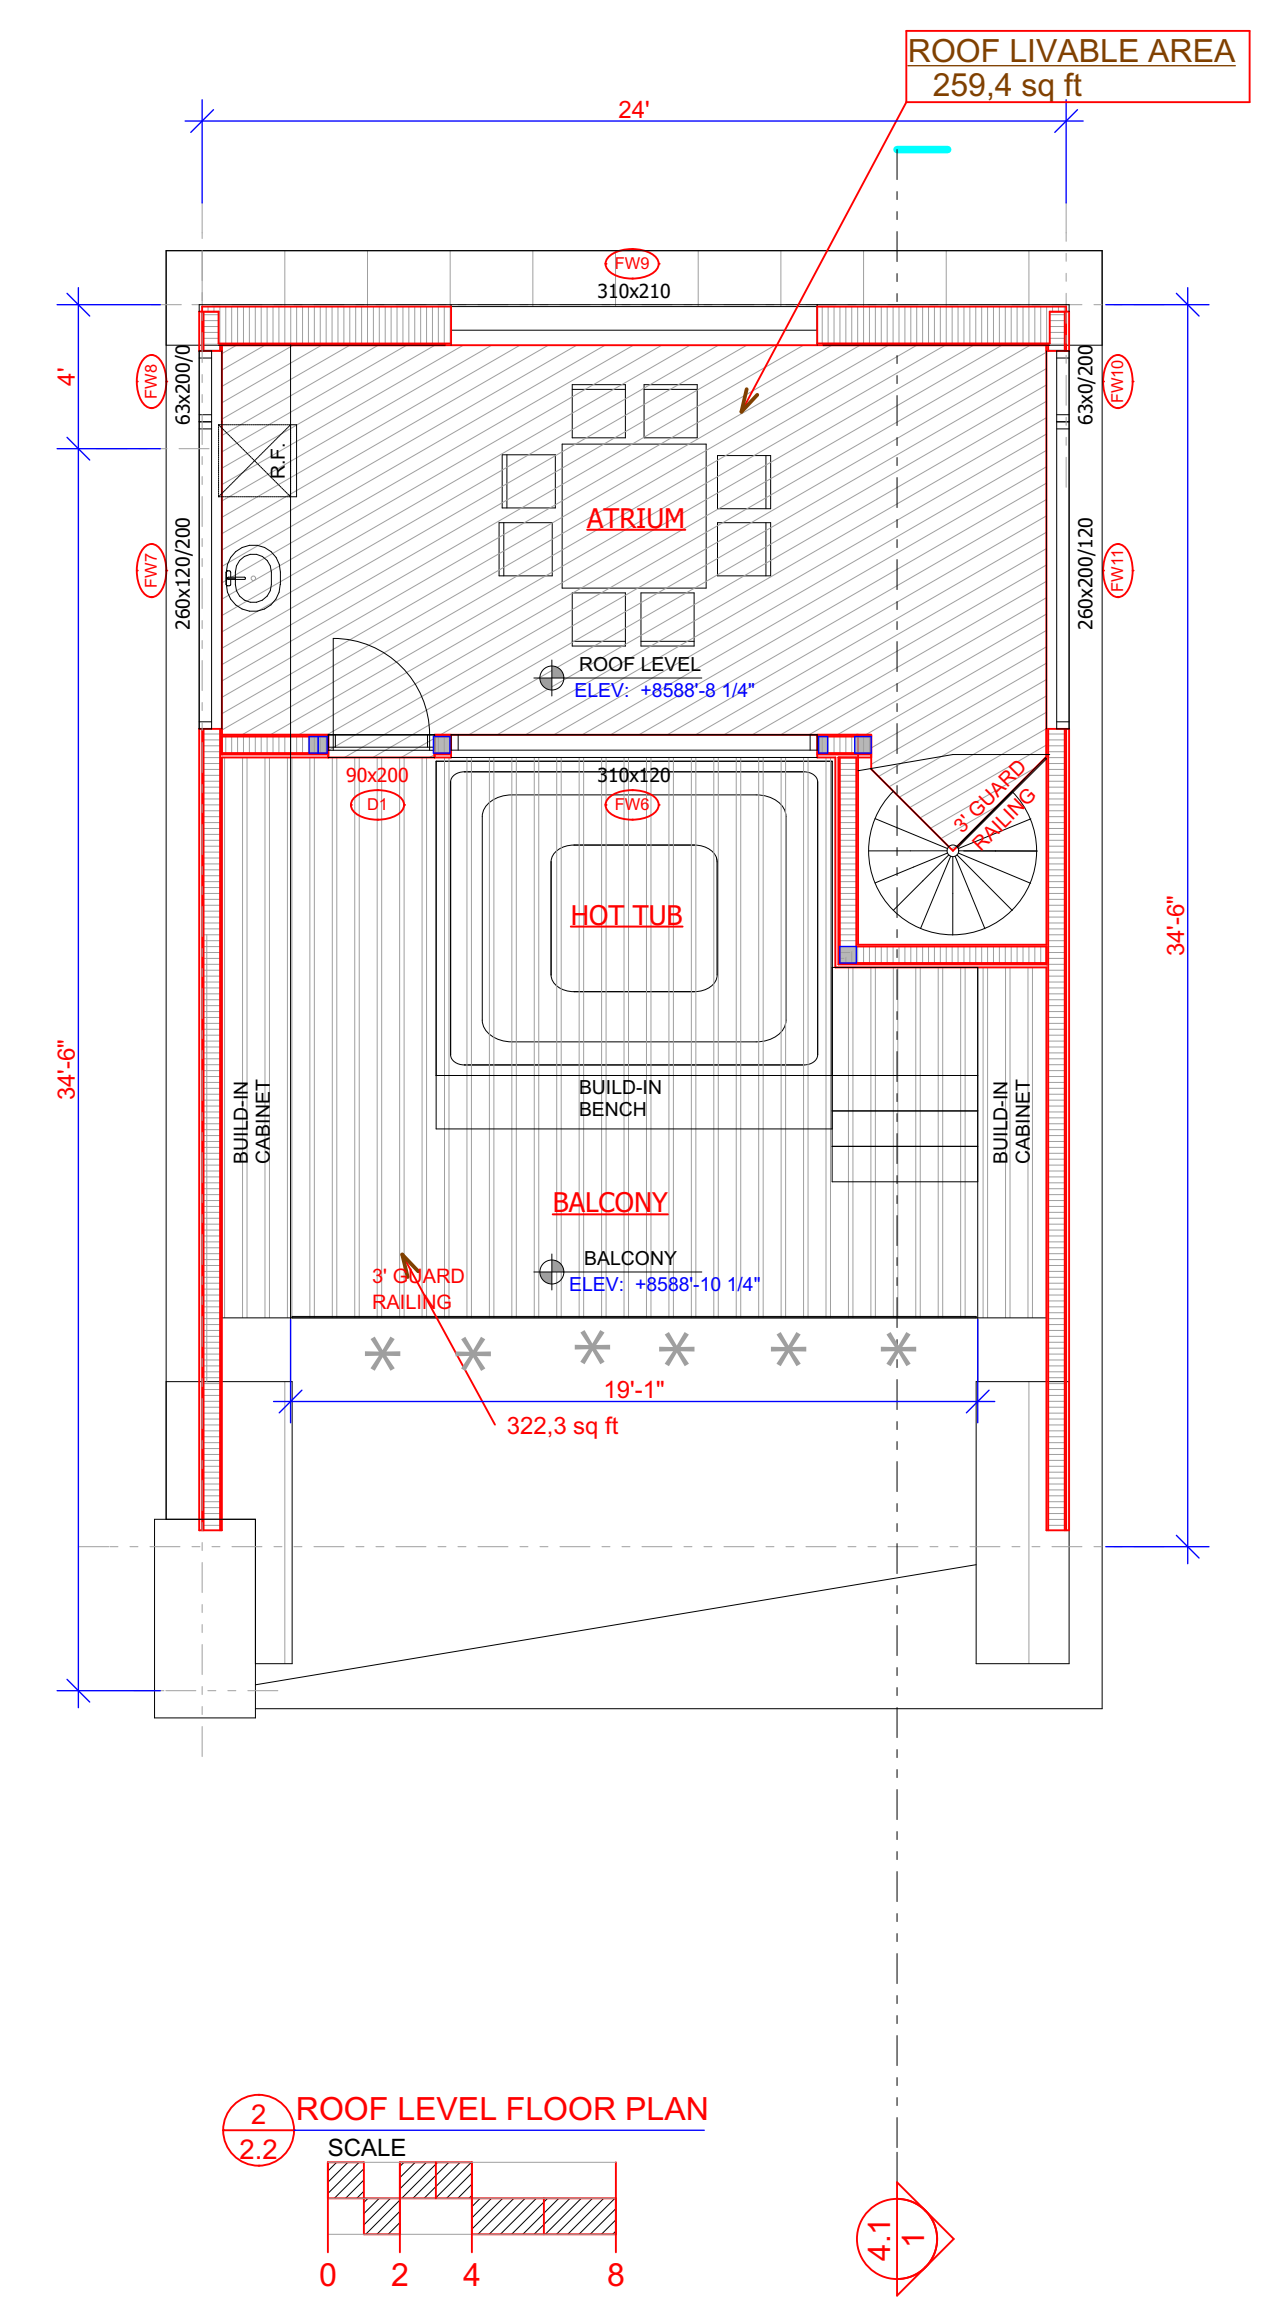 ROOF LIVABLE AREA
259,4 sq ft
24'
FW9
310x210
4'
FW8
63x200/0
63x0/200
FW10
R.F.
ATRIUM
FW7
260x120/200
260x200/120
FW11
ROOF LEVEL
ELEV: +8588'-8 1/4"
90x200
D1
310x120
FW6
3' GUARD
RAILING
HOT TUB
34'-6"
34'-6"
BUILD-IN
CABINET
BUILD-IN
BENCH
BUILD-IN
CABINET
BALCONY
BALCONY
ELEV: +8588'-10 1/4"
3' GUARD
RAILING
19'-1"
322,3 sq ft
2
2.2
ROOF LEVEL FLOOR PLAN
SCALE
0 2 4 8
4.1
1